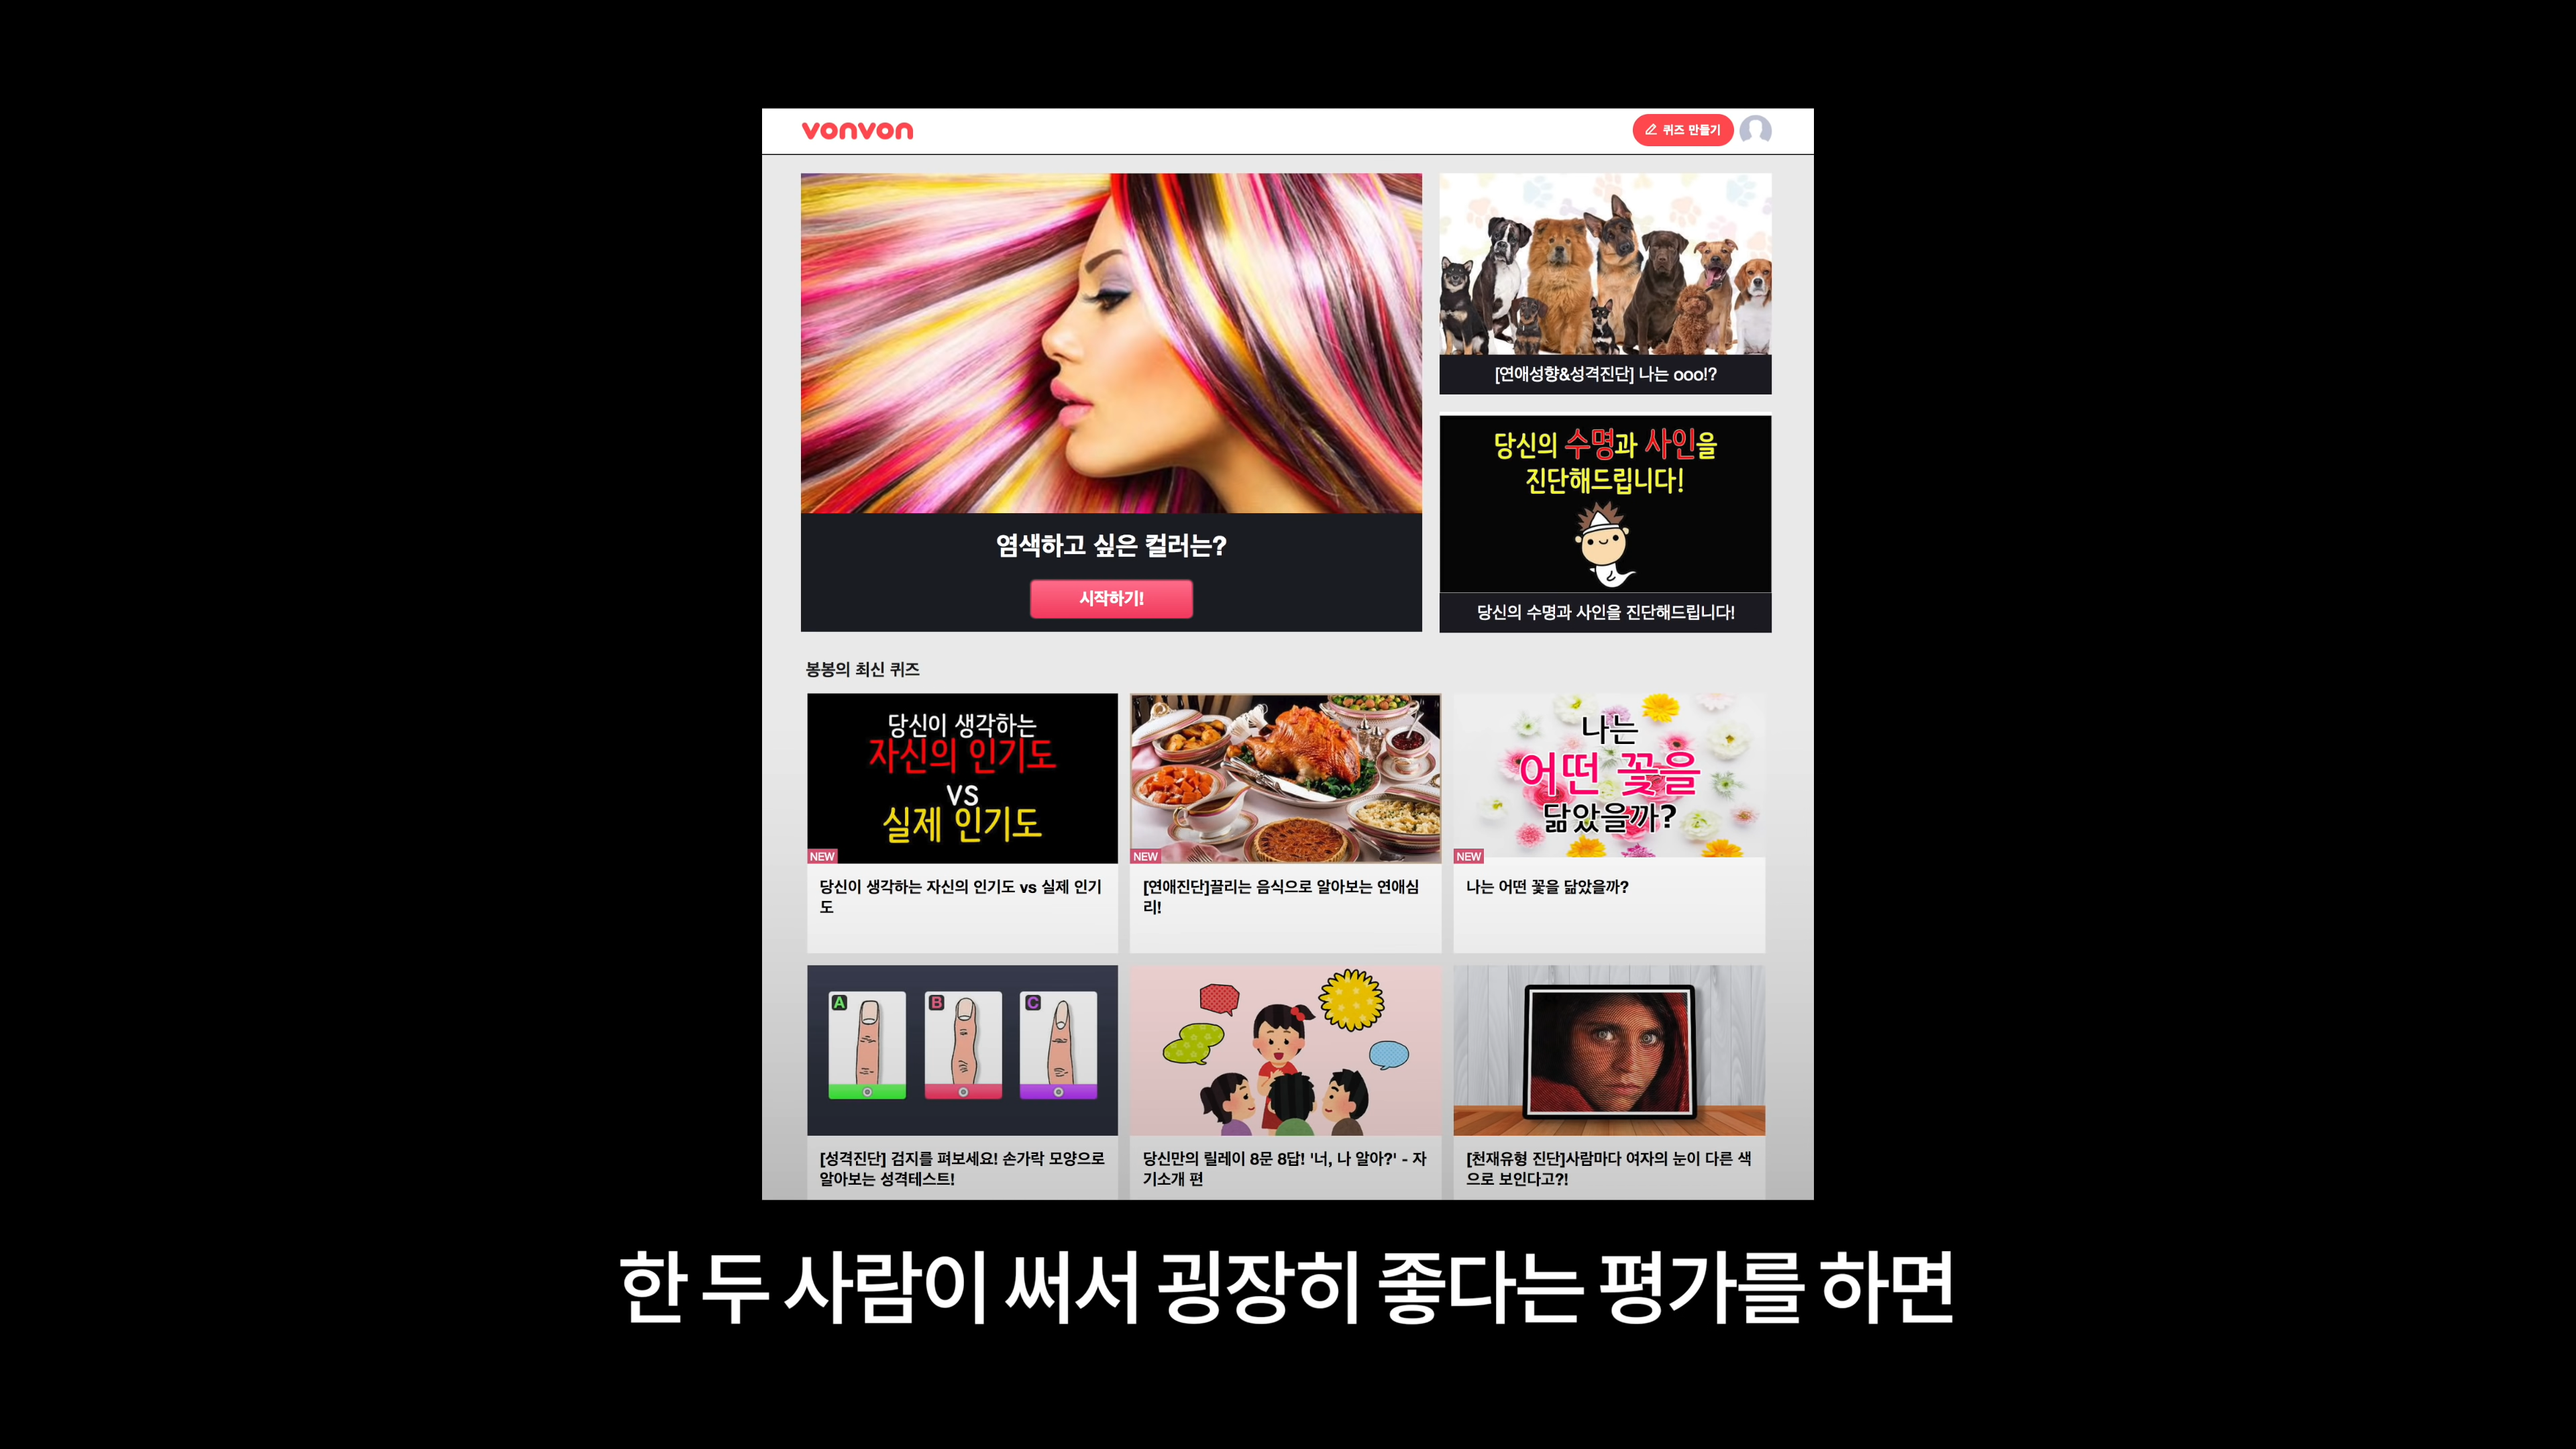 vonvon
퀴즈 만들기
염색하고 싶은 컬러는?
시작하기!
[연애성향&성격진단] 나는 ooo!?
당신의 수명과 사인을
진단해드립니다!
당신의 수명과 사인을 진단해드립니다!
봉봉의 최신 퀴즈
당신이 생각하는
자신의 인기도
vs
실제 인기도
NEW
당신이 생각하는 자신의 인기도 vs 실제 인기
도
NEW
[연애진단]끌리는 음식으로 알아보는 연애심
리!
나는
어떤 꽃을
닮았을까?
NEW
나는 어떤 꽃을 닮았을까?
A
B
C
[성격진단] 검지를 펴보세요! 손가락 모양으로
알아보는 성격테스트!
당신만의 릴레이 8문 8답! '너, 나 알아?' - 자
기소개 편
[천재유형 진단]사람마다 여자의 눈이 다른 색
으로 보인다고?!
한 두 사람이 써서 굉장히 좋다는 평가를 하면